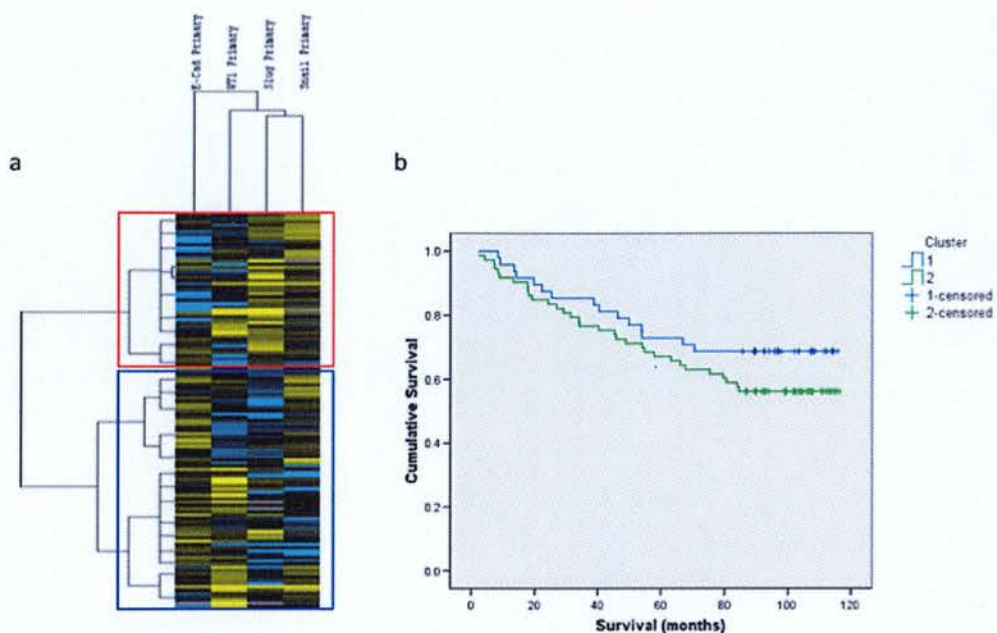 E-Cad Primary
WT1 Primary
Slug Primary
Snail Primary
a
b
Cluster
1
2
1-censored
2-censored
1.0
0.8
0.6
0.4
0.2
0.0
Cumulative Survival
0 20 40 60 80 100 120
Survival (months)